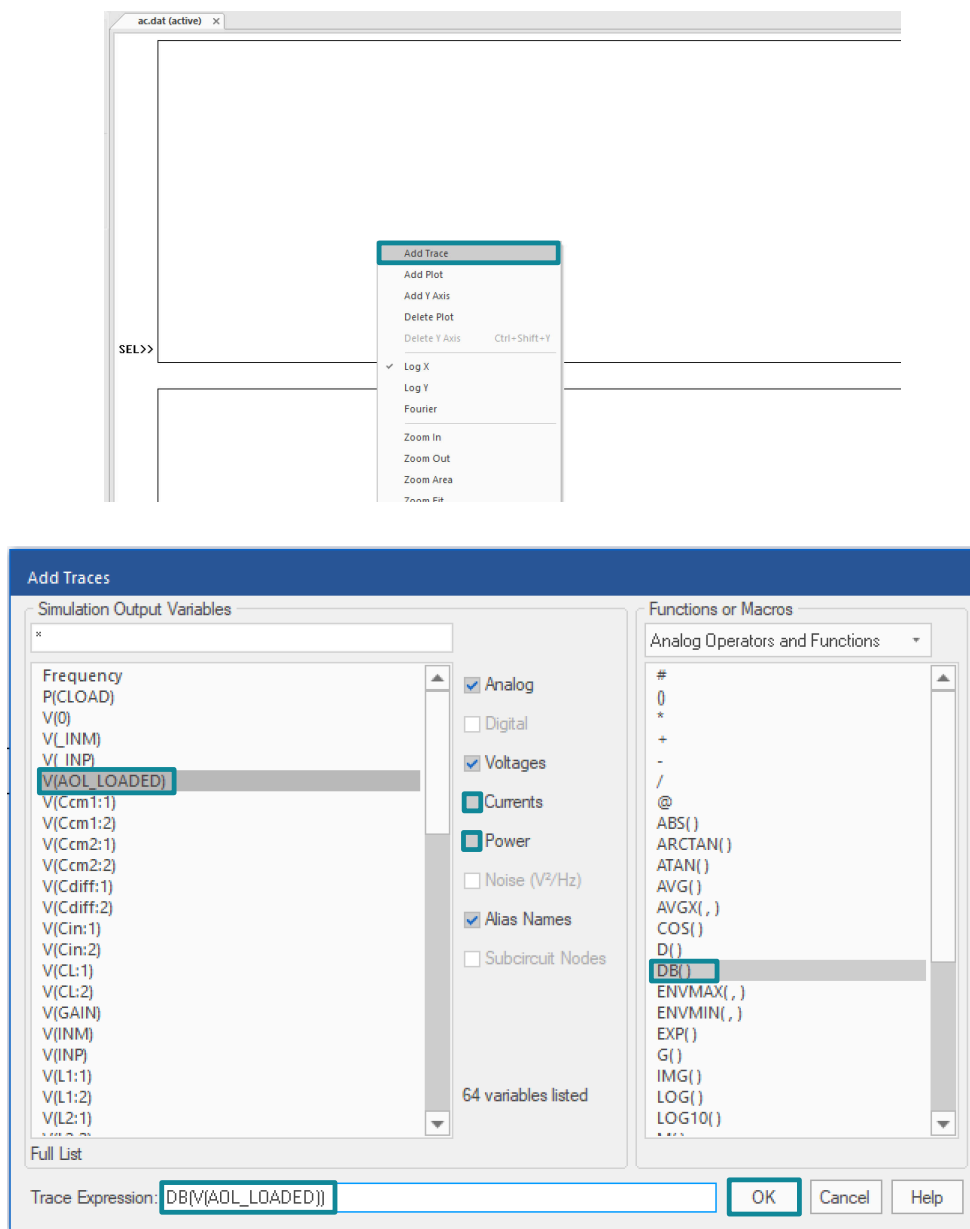 ac.dat (active) ×
Add Trace
Add Plot
Add Y Axis
Delete Plot
Delete Y Axis Ctrl+Shift+Y
SEL>>
Log X
Log Y
Fourier
Zoom In
Zoom Out
Zoom Area
Zoom Fit
Add Traces
Simulation Output Variables
*
Frequency
P(CLOAD)
V(0)
V(_INM)
V(_INP)
V(AOL_LOADED)
V(Ccm1:1)
V(Ccm1:2)
V(Ccm2:1)
V(Ccm2:2)
V(Cdiff:1)
V(Cdiff:2)
V(Cin:1)
V(Cin:2)
V(CL:1)
V(CL:2)
V(GAIN)
V(INM)
V(INP)
V(L1:1)
V(L1:2)
V(L2:1)
Full List
Analog
Digital
Voltages
Currents
Power
Noise (V²/Hz)
Alias Names
Subcircuit Nodes
64 variables listed
Functions or Macros
Analog Operators and Functions
#
()
*
+
-
/
@
ABS( )
ARCTAN( )
ATAN( )
AVG( )
AVGX( , )
COS( )
D( )
DB( )
ENVMAX( , )
ENVMIN( , )
EXP( )
G( )
IMG( )
LOG( )
LOG10( )
Trace Expression: DB(V(AOL_LOADED))
OK Cancel Help